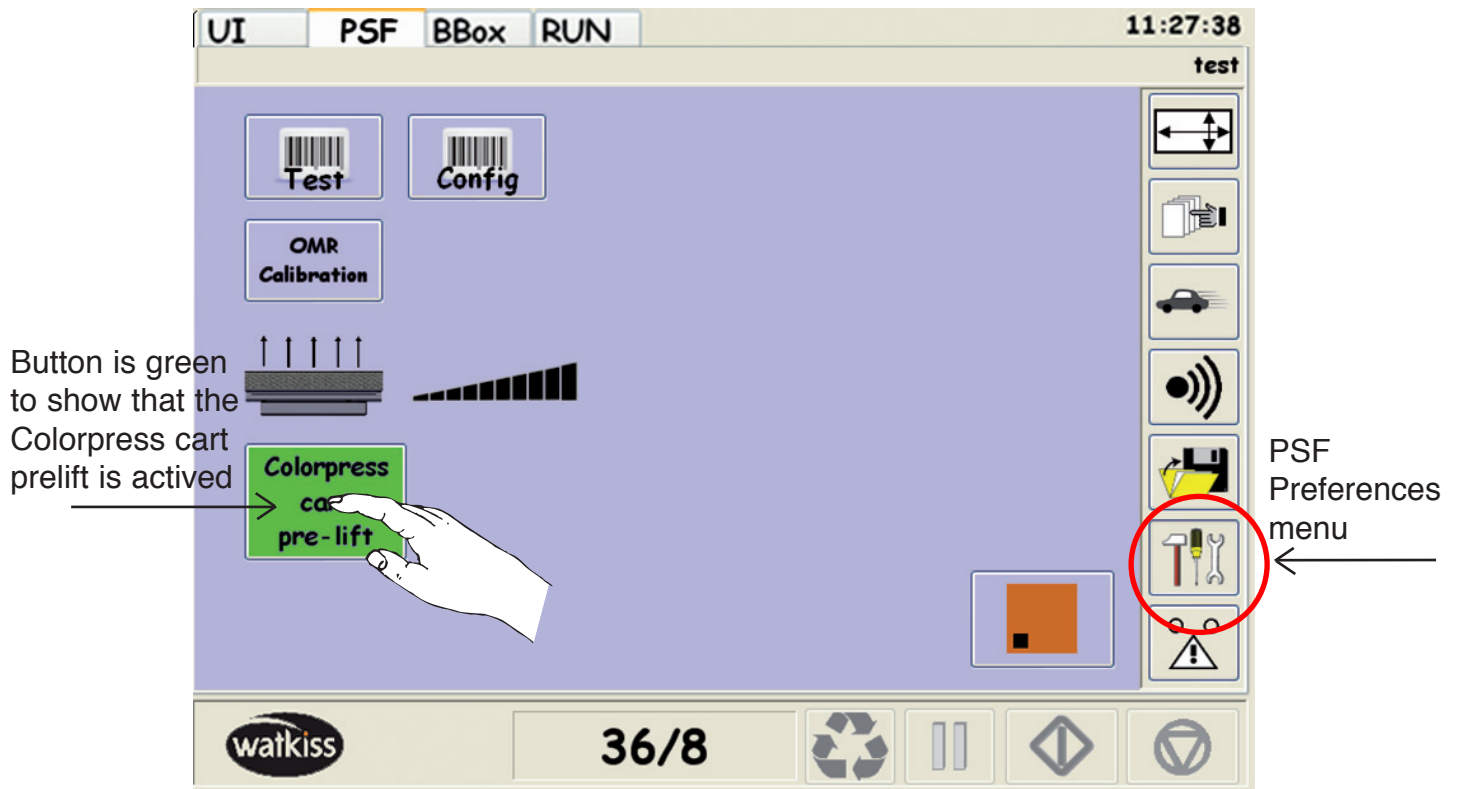 UI PSF BBox RUN 11:27:38
test
Test Config
OMR
Calibration
Button is green
to show that the
Colorpress cart
prelift is actived
Colorpress
ca
pre-lift
PSF
Preferences
menu
watkiss
36/8